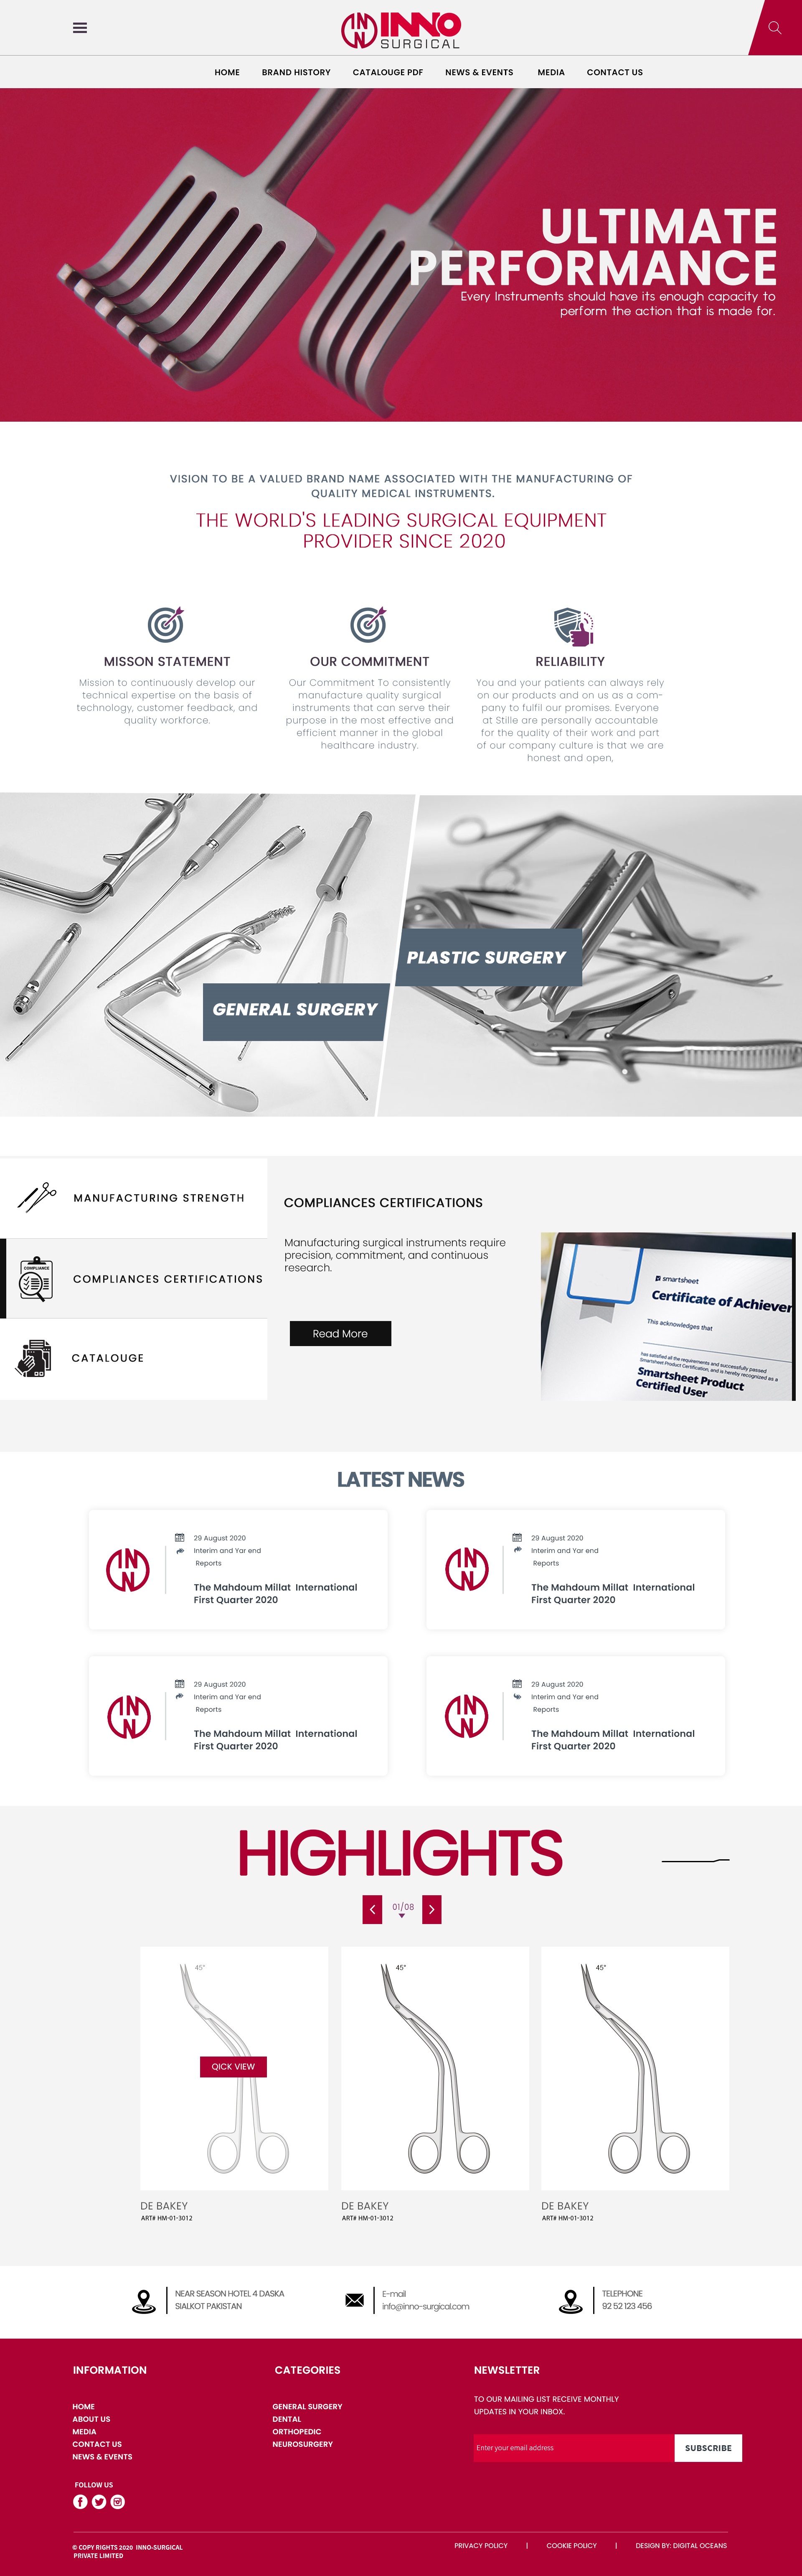 INNO
SURGICAL
HOME BRAND HISTORY CATALOUGE PDF NEWS & EVENTS MEDIA CONTACT US
ULTIMATE
PERFORMANCE
Every Instruments should have its enough capacity to
perform the action that is made for.
VISION TO BE A VALUED BRAND NAME ASSOCIATED WITH THE MANUFACTURING OF
QUALITY MEDICAL INSTRUMENTS.
THE WORLD'S LEADING SURGICAL EQUIPMENT
PROVIDER SINCE 2020
MISSON STATEMENT
Mission to continuously develop our
technical expertise on the basis of
technology, customer feedback, and
quality workforce.
OUR COMMITMENT
Our Commitment To consistently
manufacture quality surgical
instruments that can serve their
purpose in the most effective and
efficient manner in the global
healthcare industry.
RELIABILITY
You and your patients can always rely
on our products and on us as a com-
pany to fulfil our promises. Everyone
at Stille are personally accountable
for the quality of their work and part
of our company culture is that we are
honest and open,
GENERAL SURGERY
PLASTIC SURGERY
MANUFACTURING STRENGTH
COMPLIANCE
COMPLIANCES CERTIFICATIONS
CATALOUGE
COMPLIANCES CERTIFICATIONS
Manufacturing surgical instruments require
precision, commitment, and continuous
research.
Read More
smartsheet
Certificate of Achiever
This acknowledges that
has satisfied all the requirements and successfully passed
Smartsheet Product Certification, and is hereby recognized as a
Smartsheet Product
Certified User
LATEST NEWS
29 August 2020
Interim and Yar end
Reports
The Mahdoum Millat International
First Quarter 2020
29 August 2020
Interim and Yar end
Reports
The Mahdoum Millat International
First Quarter 2020
29 August 2020
Interim and Yar end
Reports
The Mahdoum Millat International
First Quarter 2020
29 August 2020
Interim and Yar end
Reports
The Mahdoum Millat International
First Quarter 2020
HIGHLIGHTS
01/08
45°
QICK VIEW
DE BAKEY
ART# HM-01-3012
45°
DE BAKEY
ART# HM-01-3012
45°
DE BAKEY
ART# HM-01-3012
NEAR SEASON HOTEL 4 DASKA
SIALKOT PAKISTAN
E-mail
info@inno-surgical.com
TELEPHONE
92 52 123 456
INFORMATION
HOME
ABOUT US
MEDIA
CONTACT US
NEWS & EVENTS
FOLLOW US
CATEGORIES
GENERAL SURGERY
DENTAL
ORTHOPEDIC
NEUROSURGERY
NEWSLETTER
TO OUR MAILING LIST RECEIVE MONTHLY
UPDATES IN YOUR INBOX.
Enter your email address
SUBSCRIBE
© COPY RIGHTS 2020 INNO-SURGICAL
PRIVATE LIMITED
PRIVACY POLICY | COOKIE POLICY | DESIGN BY: DIGITAL OCEANS